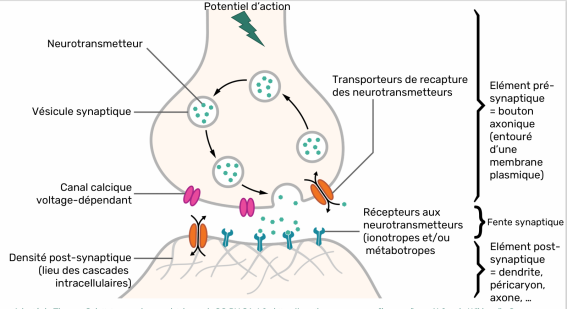 Potentiel d'action
Neurotransmetteur
Vésicule synaptique
Canal calcique
voltage-dépendant
Densité post-synaptique
(lieu des cascades
intracellulaires)
Transporteurs de recapture
des neurotransmetteurs
Récepteurs aux
neurotransmetteurs
(ionotropes et/ou
métabotropes
Elément pré-
synaptique
= bouton
axonique
(entouré
d'une
membrane
plasmique)
Fente synaptique
Elément post-
synaptique
= dendrite,
péricaryon,
axone, ...